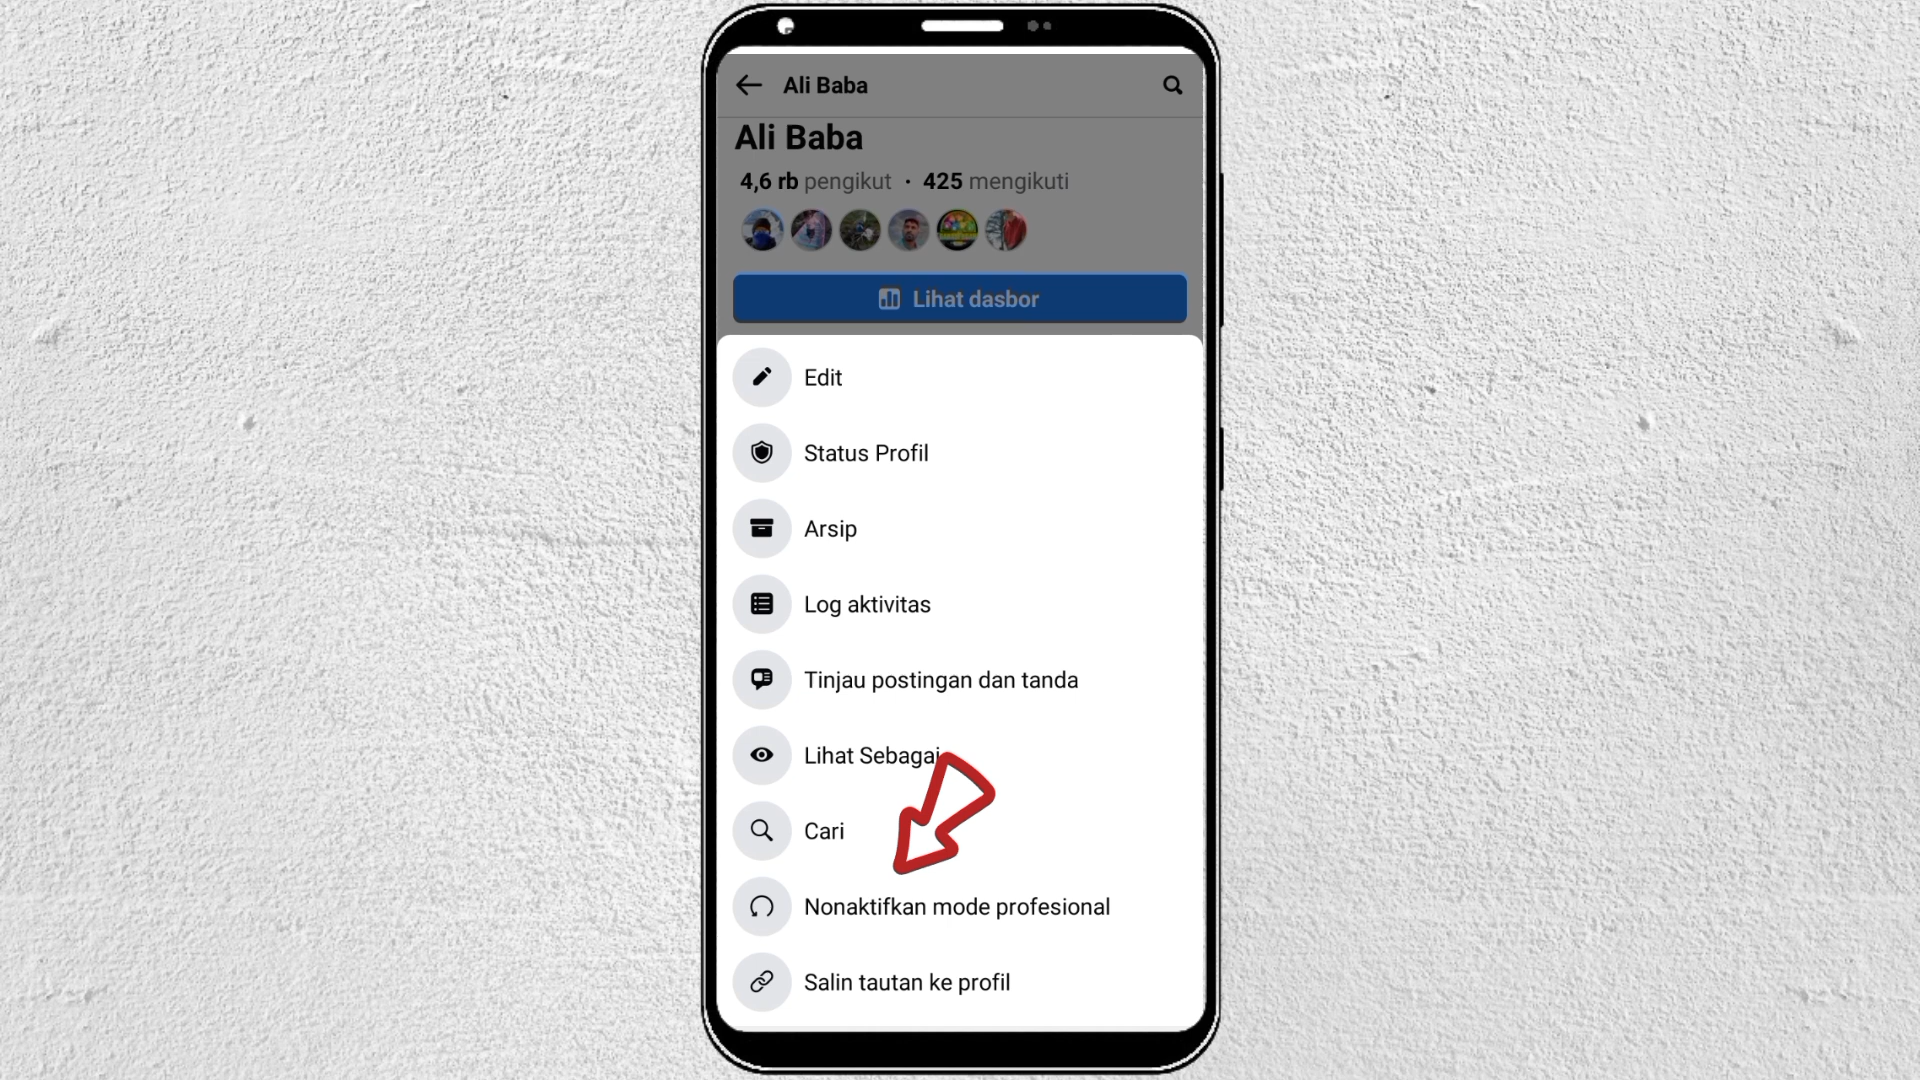 Ali Baba
Ali Baba
4,6 rb pengikut · 425 mengikuti
Lihat dasbor
Edit
Status Profil
Arsip
Log aktivitas
Tinjau postingan dan tanda
Lihat Sebagai
Cari
Nonaktifkan mode profesional
Salin tautan ke profil